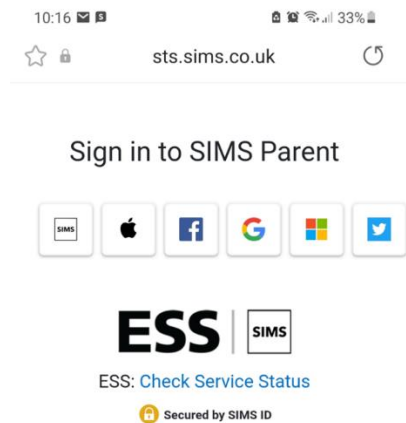 10:16 33%
sts.sims.co.uk
Sign in to SIMS Parent
SIMS
ESS SIMS
ESS: Check Service Status
Secured by SIMS ID